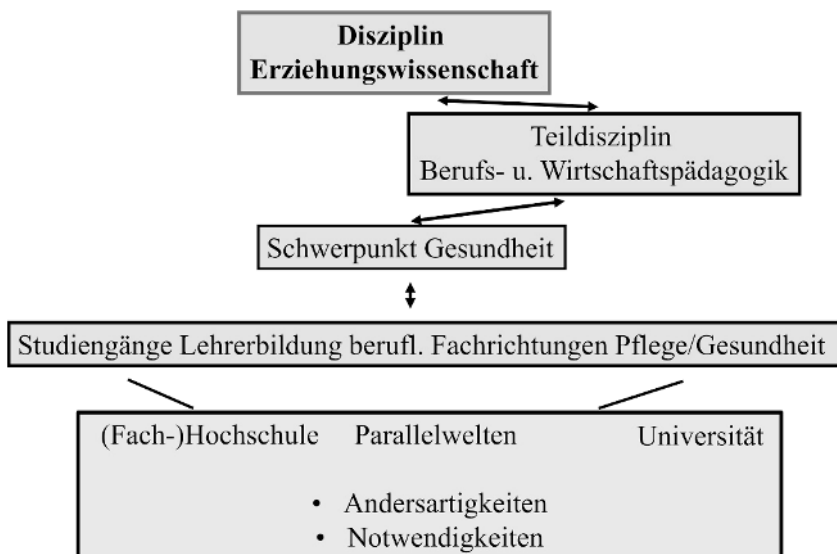 Disziplin
Erziehungswissenschaft
Teildisziplin
Berufs- u. Wirtschaftspädagogik
Schwerpunkt Gesundheit
Studiengänge Lehrerbildung berufl. Fachrichtungen Pflege/Gesundheit
(Fach-)Hochschule Parallelwelten Universität
• Andersartigkeiten
• Notwendigkeiten